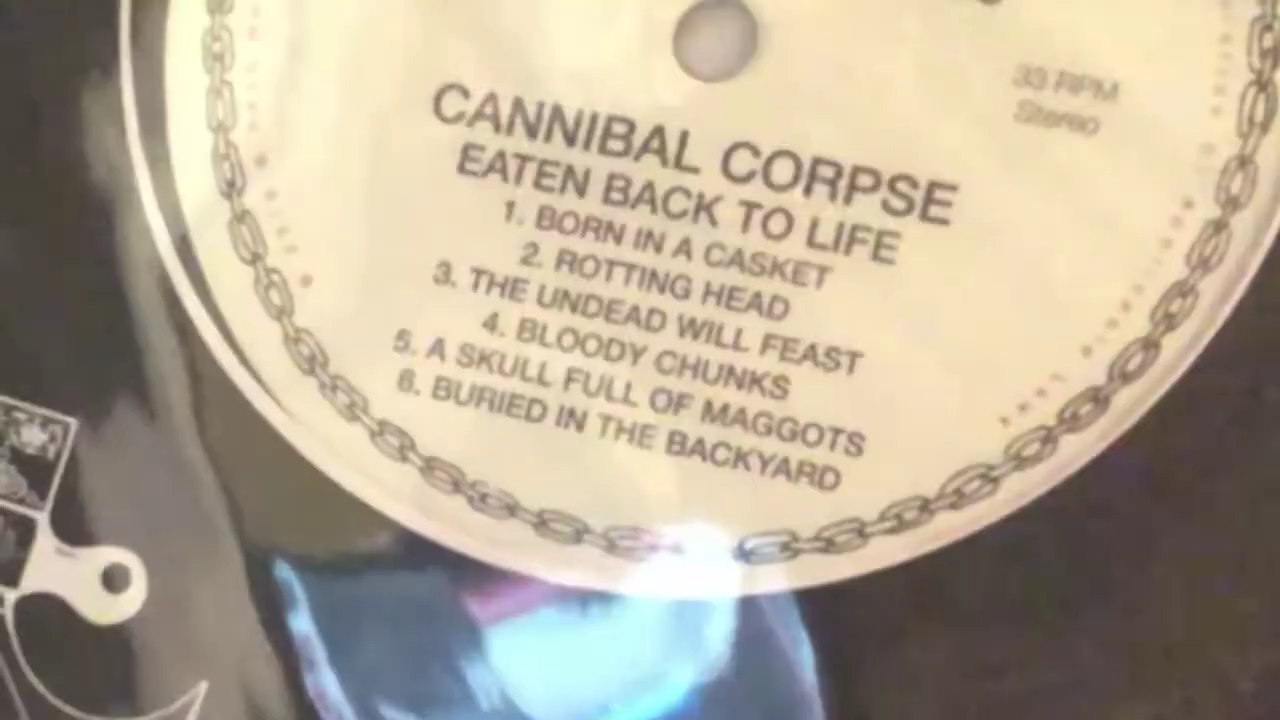 33 RPM
Stereo
CANNIBAL CORPSE
EATEN BACK TO LIFE
1. BORN IN A CASKET
2. ROTTING HEAD
3. THE UNDEAD WILL FEAST
4. BLOODY CHUNKS
5. A SKULL FULL OF MAGGOTS
6. BURIED IN THE BACKYARD